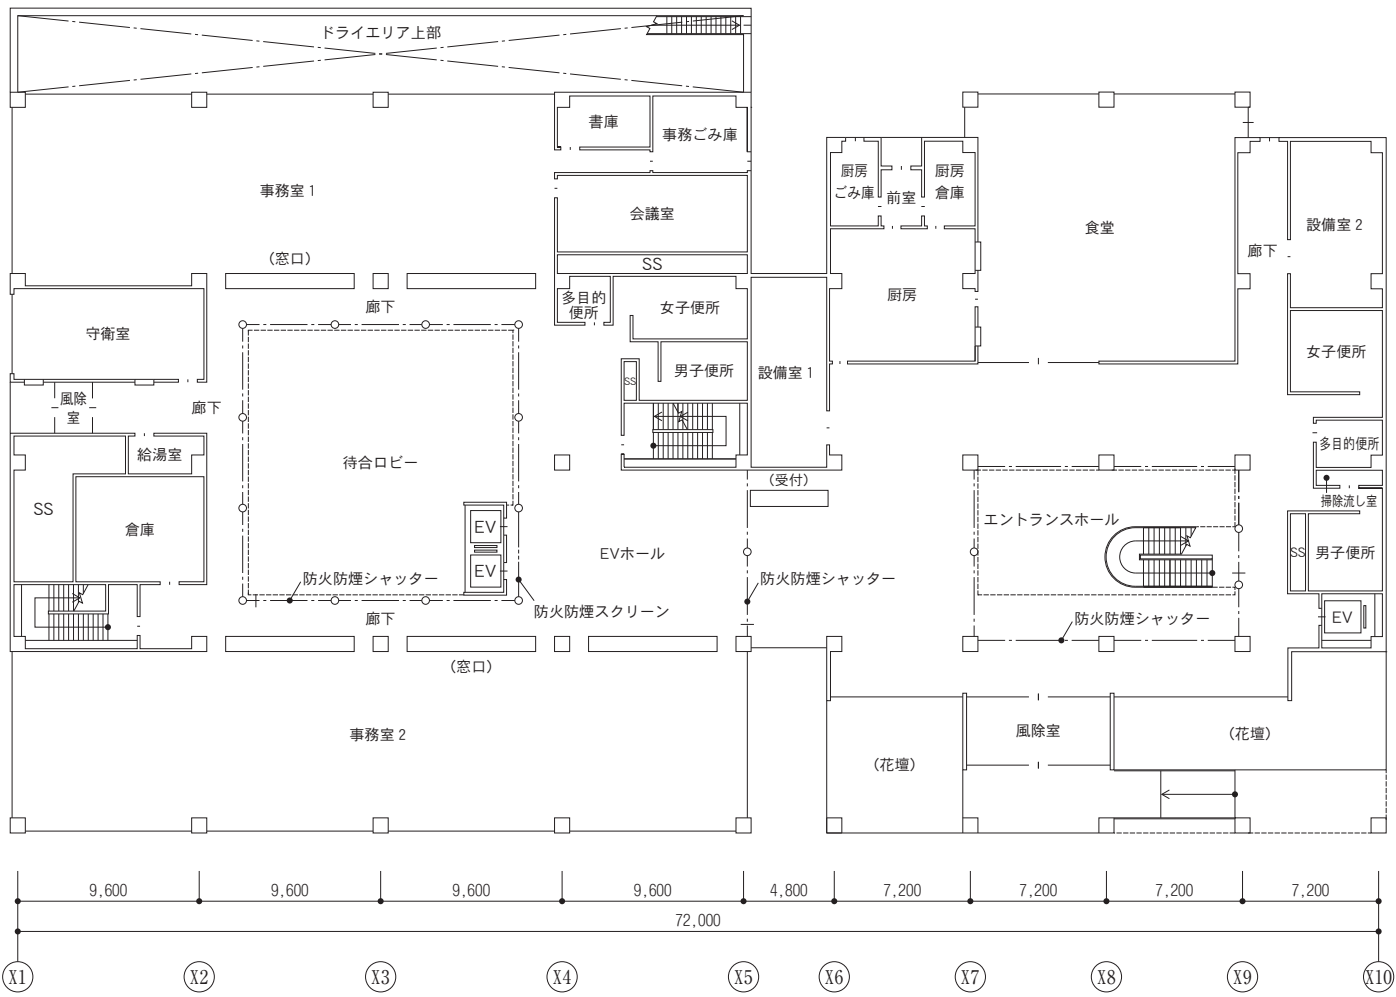 ドライエリア上部
書庫
事務ごみ庫
事務室 1
会議室
(窓口)
SS
廊下
多目的
便所
女子便所
守衛室
男子便所
設備室 1
SS
風除
室
廊下
給湯室
待合ロビー
SS
倉庫
EV
EV
EVホール
防火防煙シャッター
防火防煙スクリーン
廊下
(窓口)
事務室 2
(受付)
防火防煙シャッター
厨房
ごみ庫
前室
厨房
倉庫
食堂
厨房
廊下
設備室 2
女子便所
多目的便所
掃除流し室
エントランスホール
SS
男子便所
EV
防火防煙シャッター
風除室
(花壇)
(花壇)
9,600
9,600
9,600
9,600
4,800
7,200
7,200
7,200
7,200
72,000
X1
X2
X3
X4
X5
X6
X7
X8
X9
X10